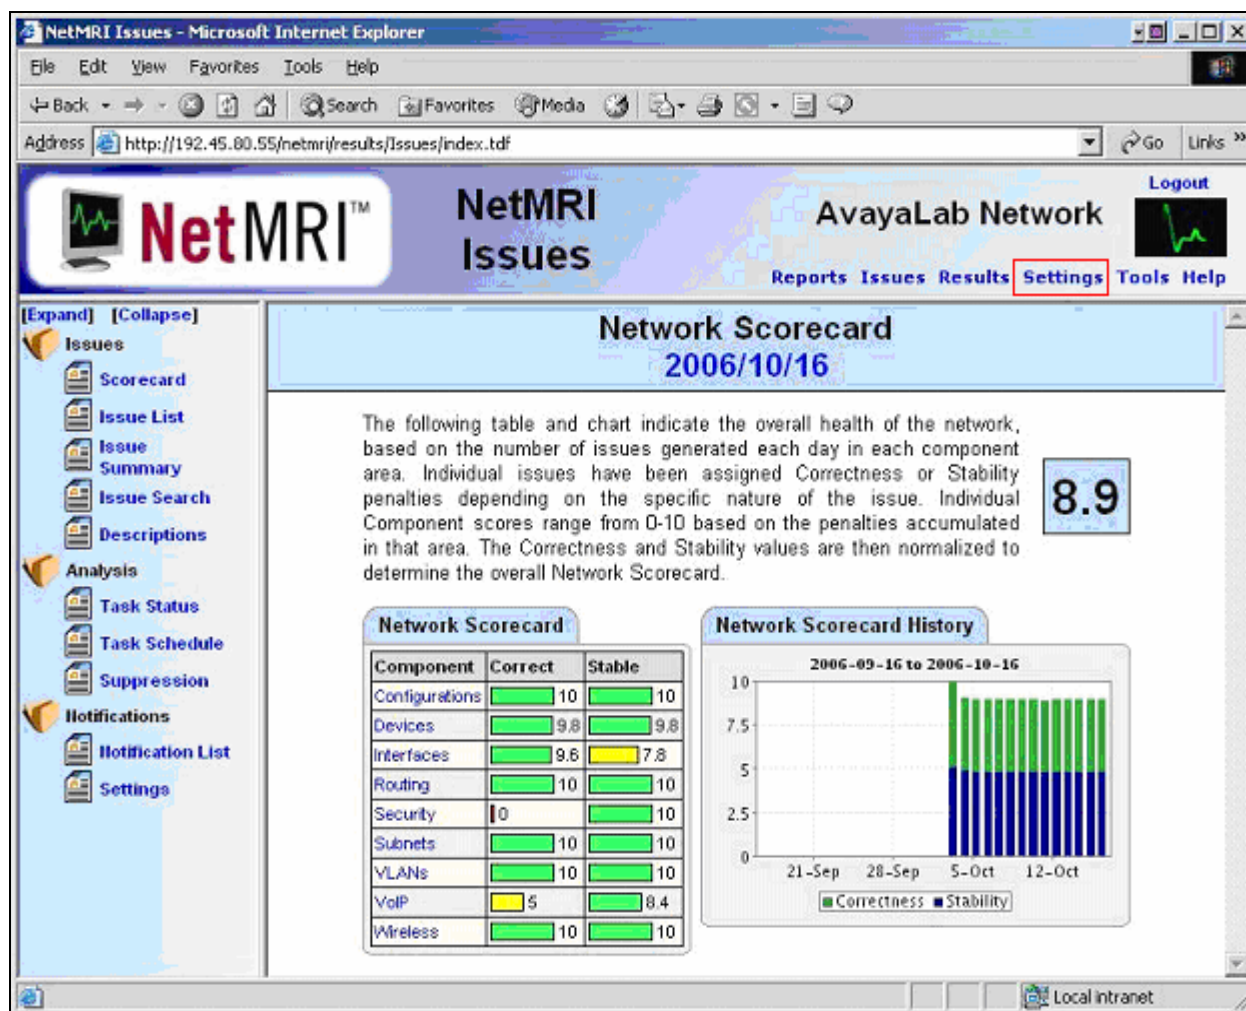 NetMRI Issues - Microsoft Internet Explorer
File Edit View Favorites Tools Help
Back Search Favorites Media
Address http://192.45.80.55/netmri/results/Issues/index.tdf Go Links »
NetMRI™
NetMRI
Issues
AvayaLab Network
Logout
Reports Issues Results Settings Tools Help
[Expand] [Collapse]
Issues
Scorecard
Issue List
Issue
Summary
Issue Search
Descriptions
Analysis
Task Status
Task Schedule
Suppression
Notifications
Notification List
Settings
Network Scorecard
2006/10/16
The following table and chart indicate the overall health of the network,
based on the number of issues generated each day in each component
area. Individual issues have been assigned Correctness or Stability
penalties depending on the specific nature of the issue. Individual
Component scores range from 0-10 based on the penalties accumulated
in that area. The Correctness and Stability values are then normalized to
determine the overall Network Scorecard.
8.9
Network Scorecard
Component Correct Stable
Configurations 10 10
Devices 9.8 9.8
Interfaces 9.6 7.8
Routing 10 10
Security 0 10
Subnets 10 10
VLANs 10 10
VoIP 5 8.4
Wireless 10 10
Network Scorecard History
2006-09-16 to 2006-10-16
10
7.5
5
2.5
0
21-Sep 28-Sep 5-Oct 12-Oct
Correctness Stability
Local intranet